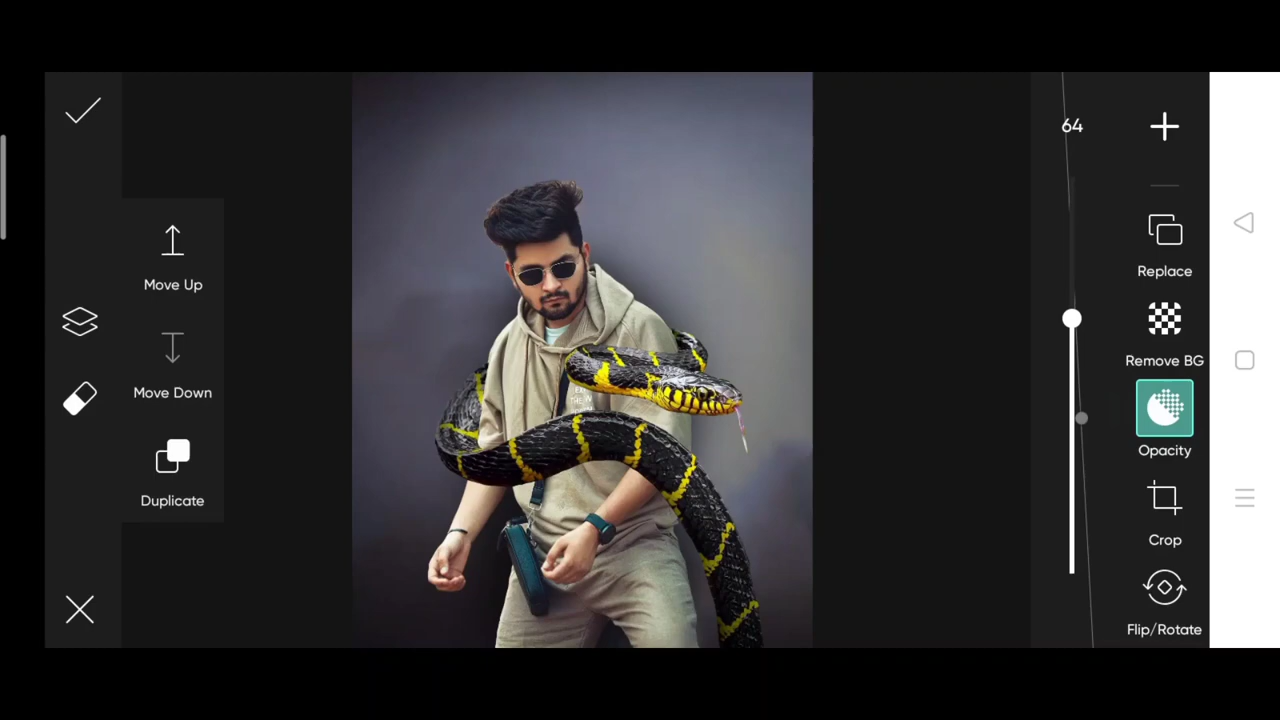 Move Up
Move Down
Duplicate
64
Replace
Remove BG
Opacity
Crop
Flip/Rotate